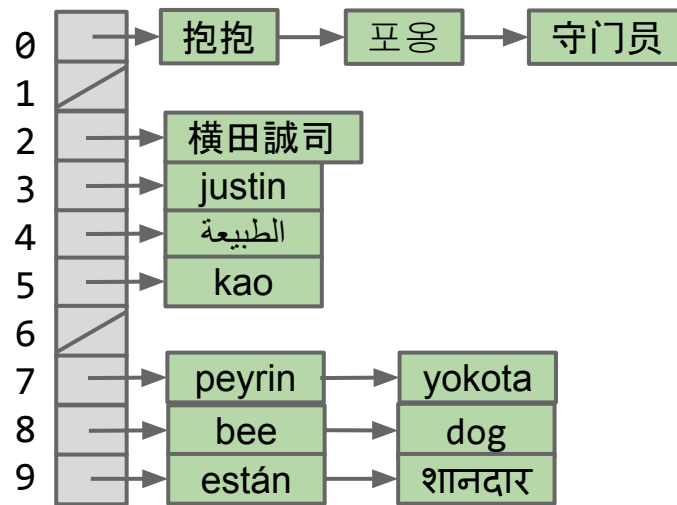 0 抱抱 포옹 守门员
1
2 横田誠司
3 justin
4 الطبيعة
5 kao
6
7 peyrin yokota
8 bee dog
9 están शानदार